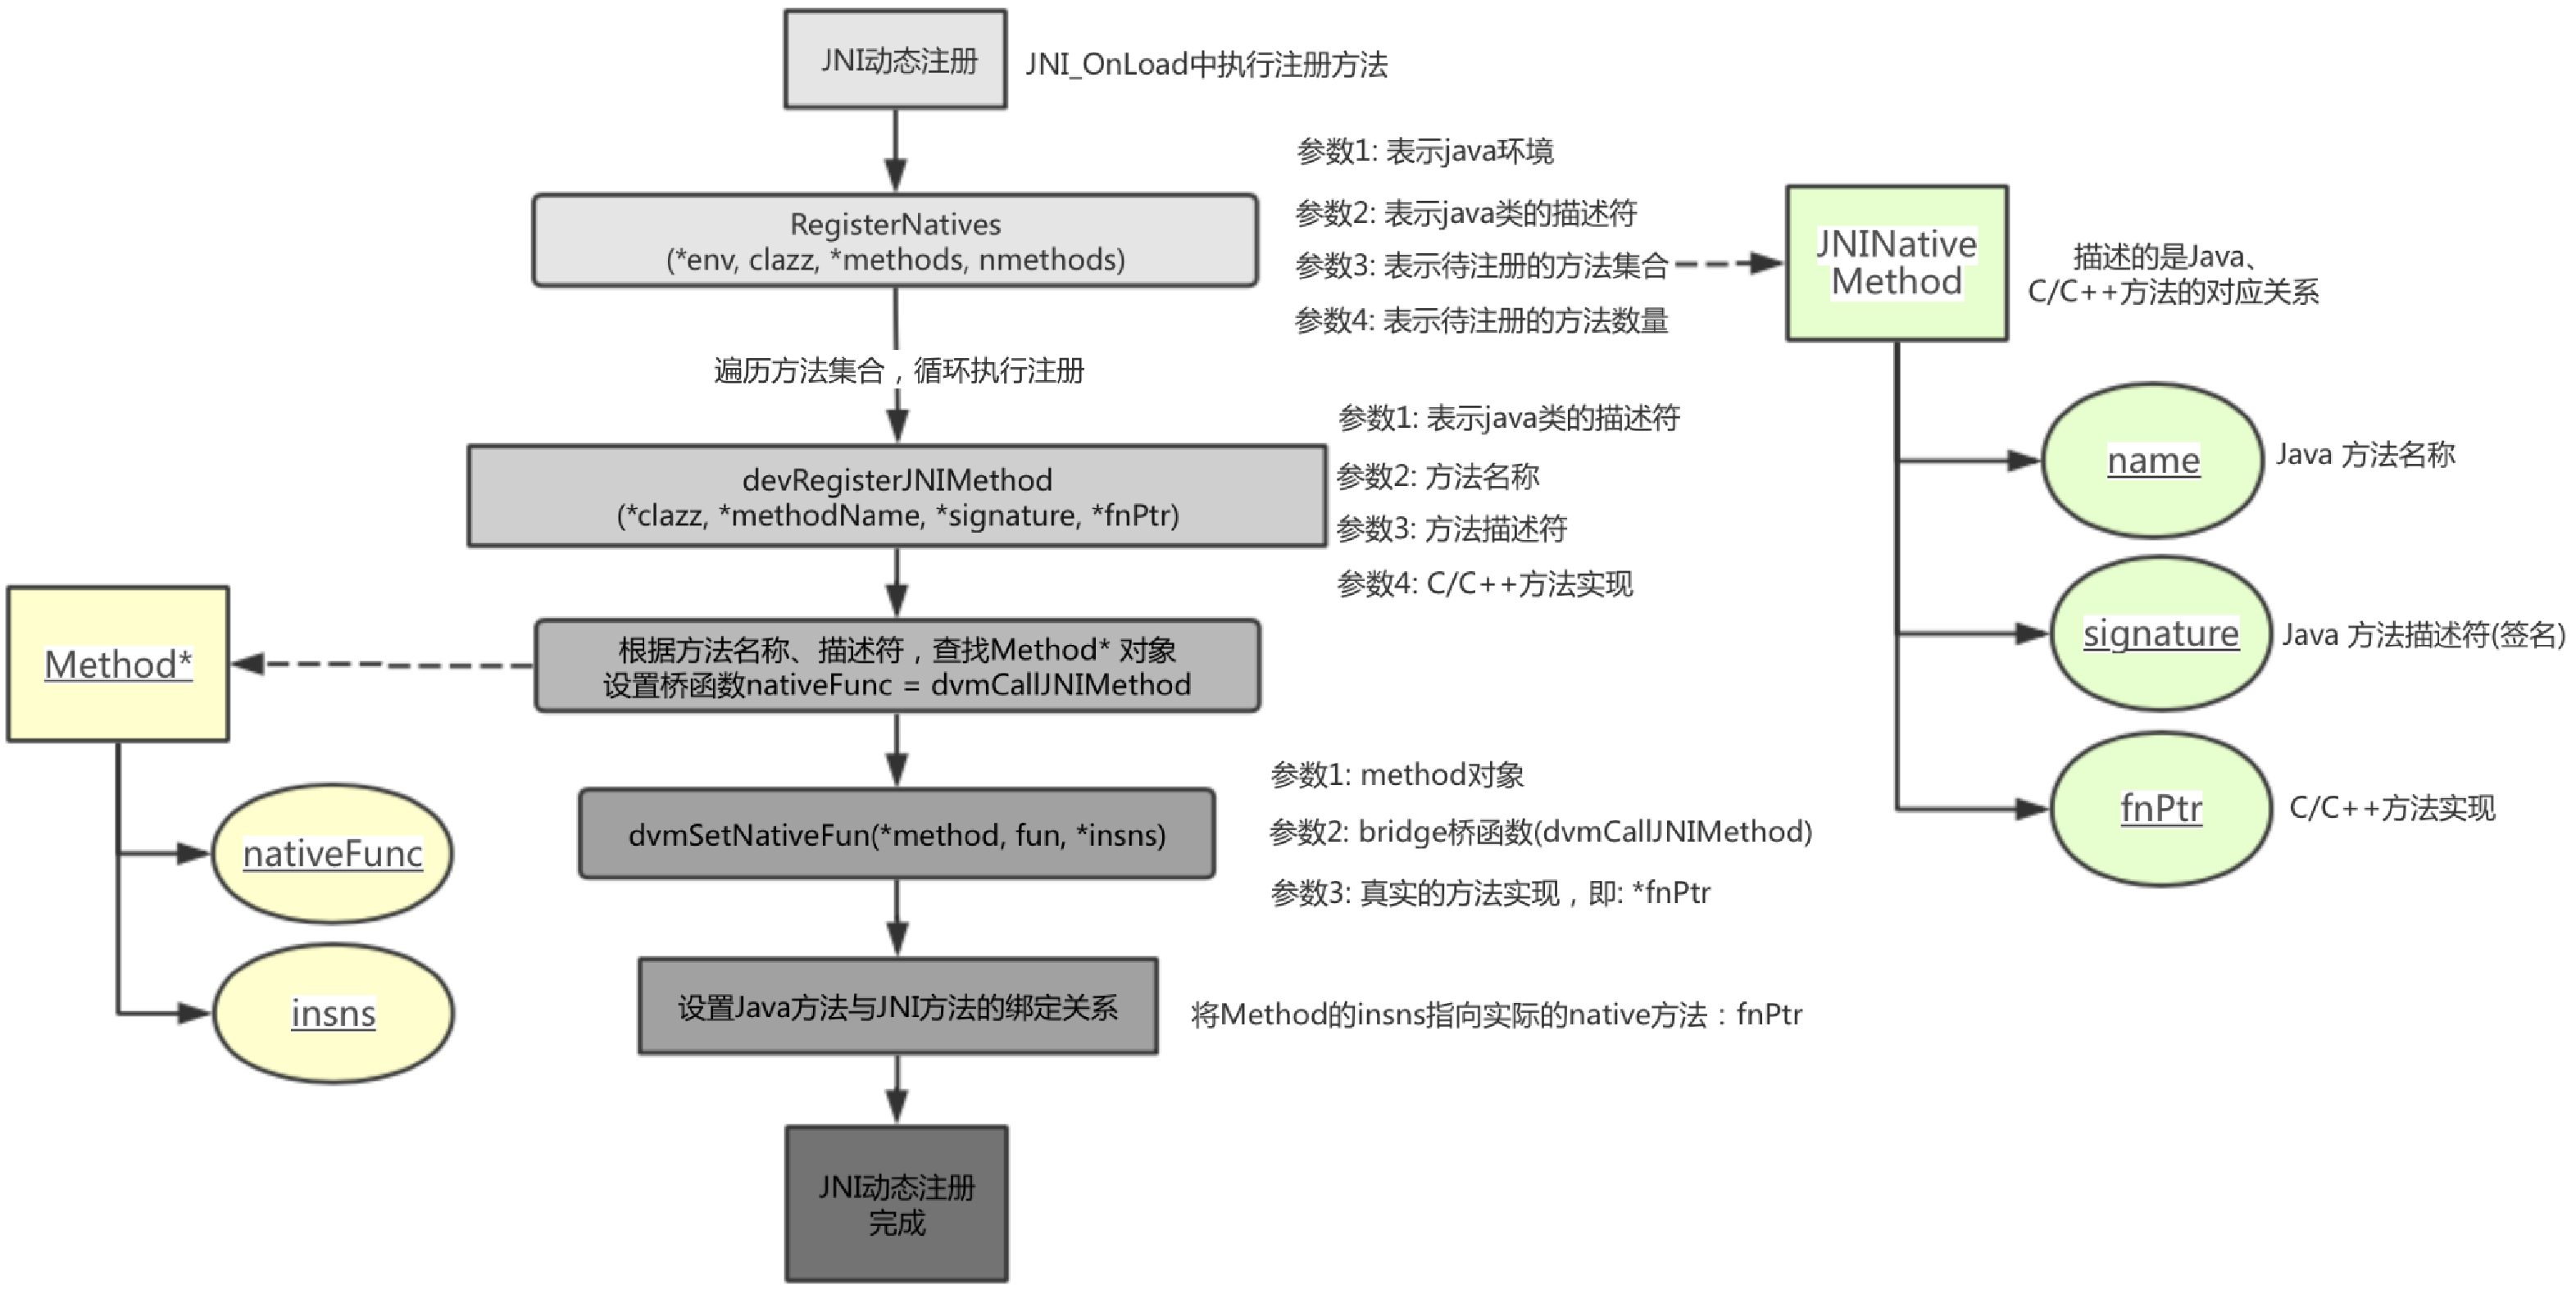 JNI动态注册
JNI_OnLoad中执行注册方法
RegisterNatives
(*env, clazz, *methods, nmethods)
参数1: 表示java环境
参数2: 表示java类的描述符
参数3: 表示待注册的方法集合
参数4: 表示待注册的方法数量
JNINative
Method
描述的是Java、
C/C++方法的对应关系
遍历方法集合，循环执行注册
devRegisterJNIMethod
(*clazz, *methodName, *signature, *fnPtr)
参数1: 表示java类的描述符
参数2: 方法名称
参数3: 方法描述符
参数4: C/C++方法实现
name
Java 方法名称
signature
Java 方法描述符(签名)
fnPtr
C/C++方法实现
Method*
根据方法名称、描述符，查找Method* 对象
设置桥函数nativeFunc = dvmCallJNIMethod
nativeFunc
insns
dvmSetNativeFun(*method, fun, *insns)
参数1: method对象
参数2: bridge桥函数(dvmCallJNIMethod)
参数3: 真实的方法实现，即: *fnPtr
设置Java方法与JNI方法的绑定关系
将Method的insns指向实际的native方法：fnPtr
JNI动态注册
完成